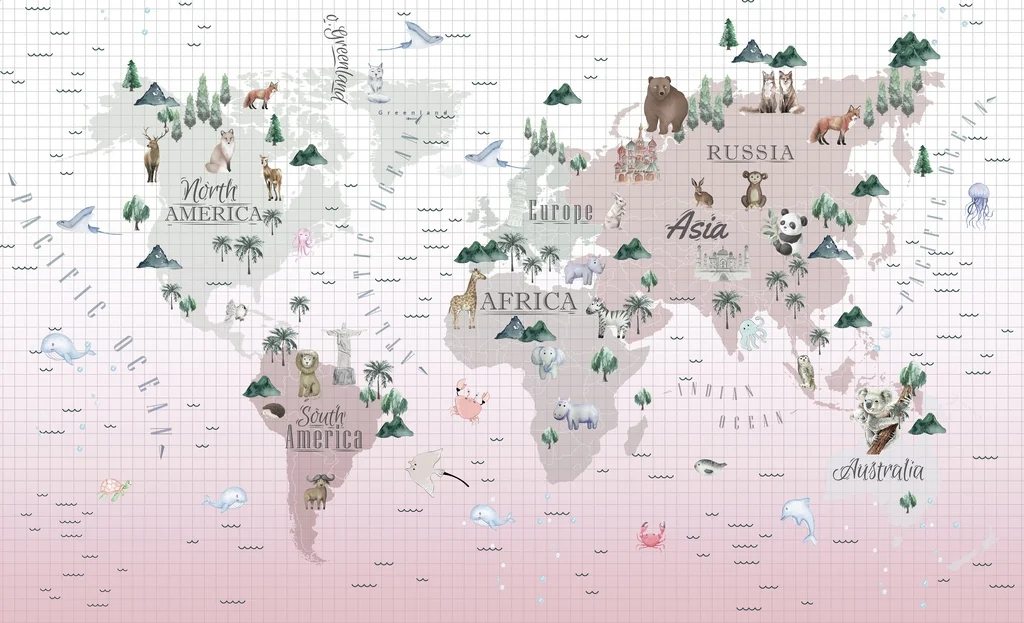 o.Greenland
Greenland
RUSSIA
North
AMERICA
Europe
Asia
AFRICA
South
America
Australia
PACIFIC OCEAN
ATLANTIC OCEAN
INDIAN
OCEAN
PACIFIC OCEAN